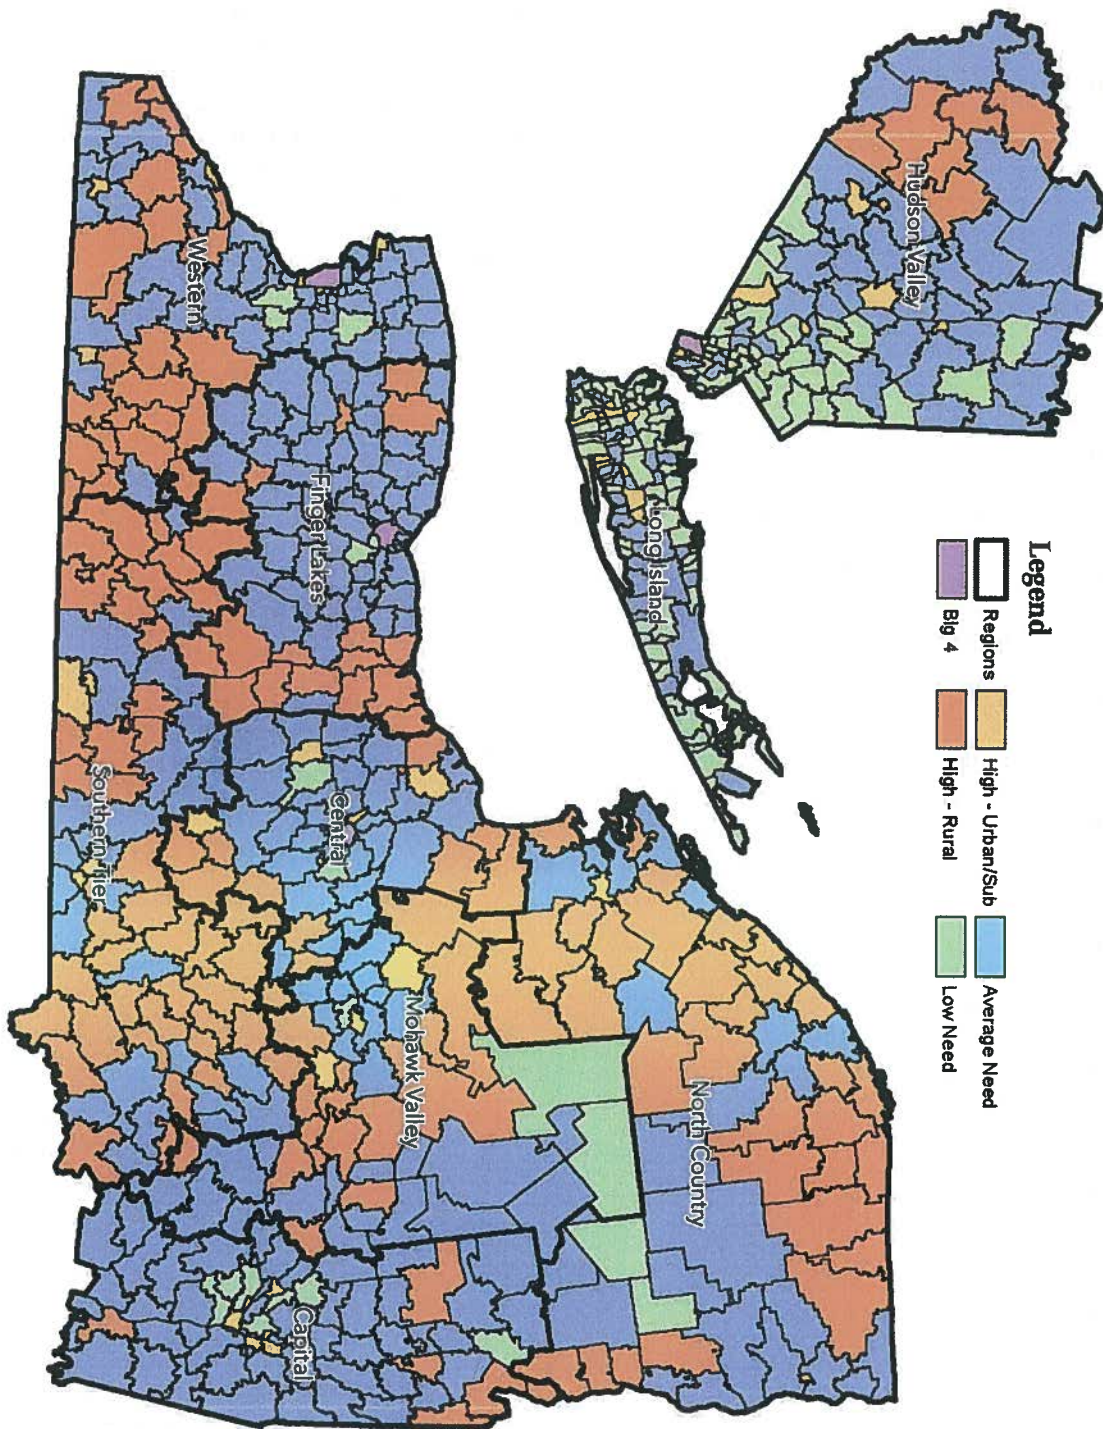 Legend
Regions
High - Urban/Sub
Average Need
Big 4
High - Rural
Low Need
Hudson Valley
Long Island
Western
Finger Lakes
Central
Southern Tier
Mohawk Valley
North Country
Capital